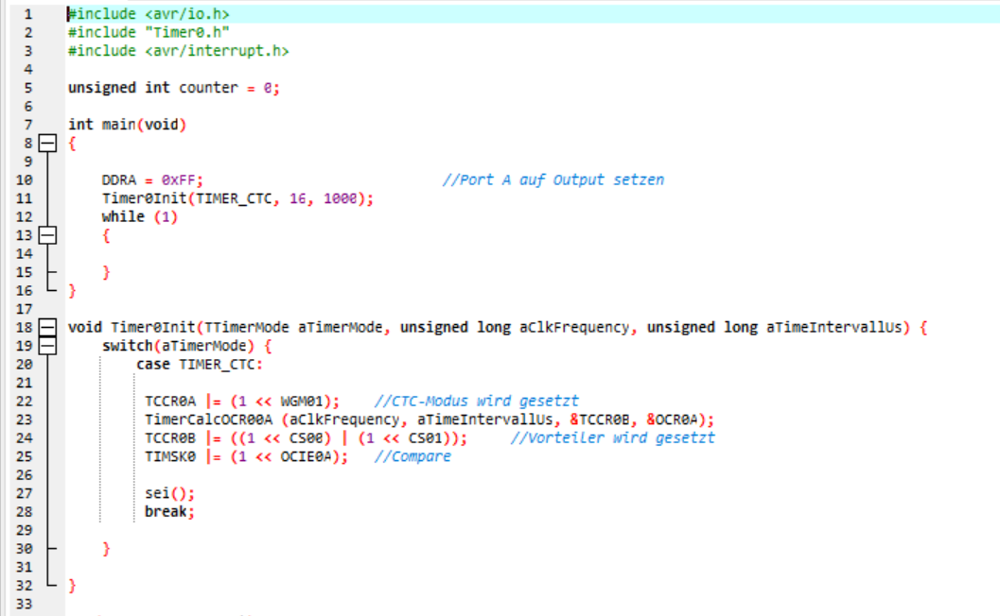 1 #include <avr/io.h>
2 #include "Timer0.h"
3 #include <avr/interrupt.h>
4
5 unsigned int counter = 0;
6
7 int main(void)
8 {
9
10 DDRA = 0xFF; //Port A auf Output setzen
11 Timer0Init(TIMER_CTC, 16, 1000);
12 while (1)
13 {
14
15 }
16 }
17
18 void Timer0Init(TTimerMode aTimerMode, unsigned long aClkFrequency, unsigned long aTimeIntervallUs) {
19 switch(aTimerMode) {
20 case TIMER_CTC:
21
22 TCCR0A |= (1 << WGM01); //CTC-Modus wird gesetzt
23 TimerCalcOCR00A (aClkFrequency, aTimeIntervallUs, &TCCR0B, &OCR0A);
24 TCCR0B |= ((1 << CS00) | (1 << CS01)); //Vorteiler wird gesetzt
25 TIMSK0 |= (1 << OCIE0A); //Compare
26
27 sei();
28 break;
29
30 }
31
32 }
33